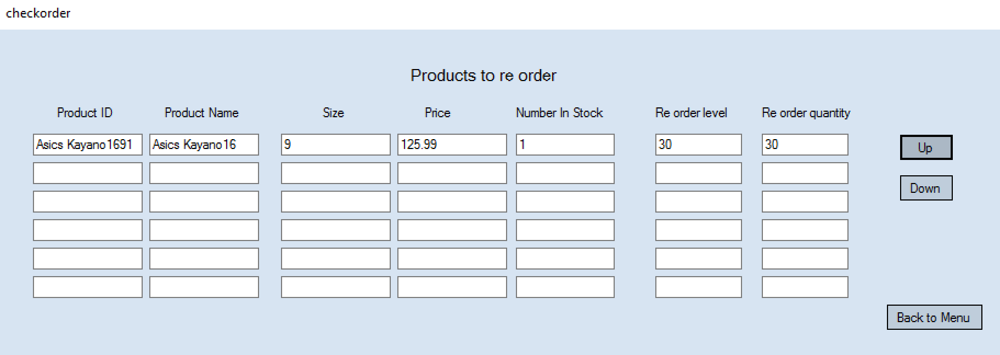 checkorder
Products to re order
Product ID Product Name Size Price Number In Stock Re order level Re order quantity
Asics Kayano1691 Asics Kayano16 9 125.99 1 30 30 Up
Down
Back to Menu